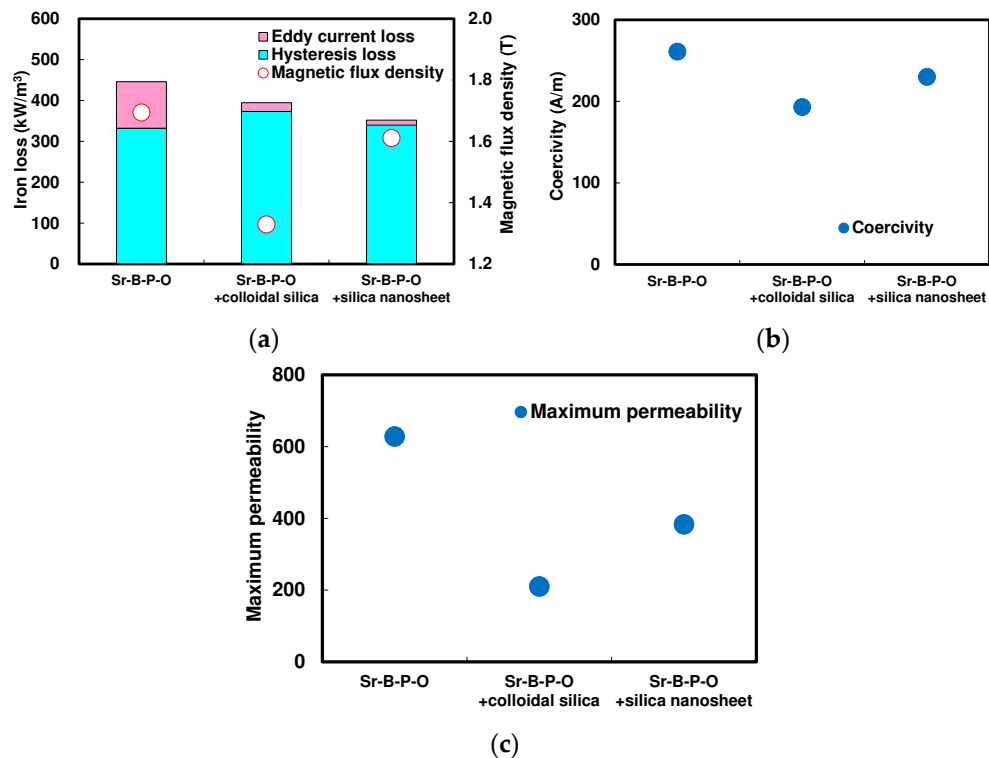 600
500
400
300
200
100
0
Iron loss (kW/m³)
Eddy current loss
Hysteresis loss
Magnetic flux density
2.0
1.8
1.6
1.4
1.2
Magnetic flux density (T)
Sr-B-P-O
Sr-B-P-O
+colloidal silica
Sr-B-P-O
+silica nanosheet
(a)
300
200
100
0
Coercivity (A/m)
Coercivity
Sr-B-P-O
Sr-B-P-O
+colloidal silica
Sr-B-P-O
+silica nanosheet
(b)
800
600
400
200
0
Maximum permeability
Maximum permeability
Sr-B-P-O
Sr-B-P-O
+colloidal silica
Sr-B-P-O
+silica nanosheet
(c)